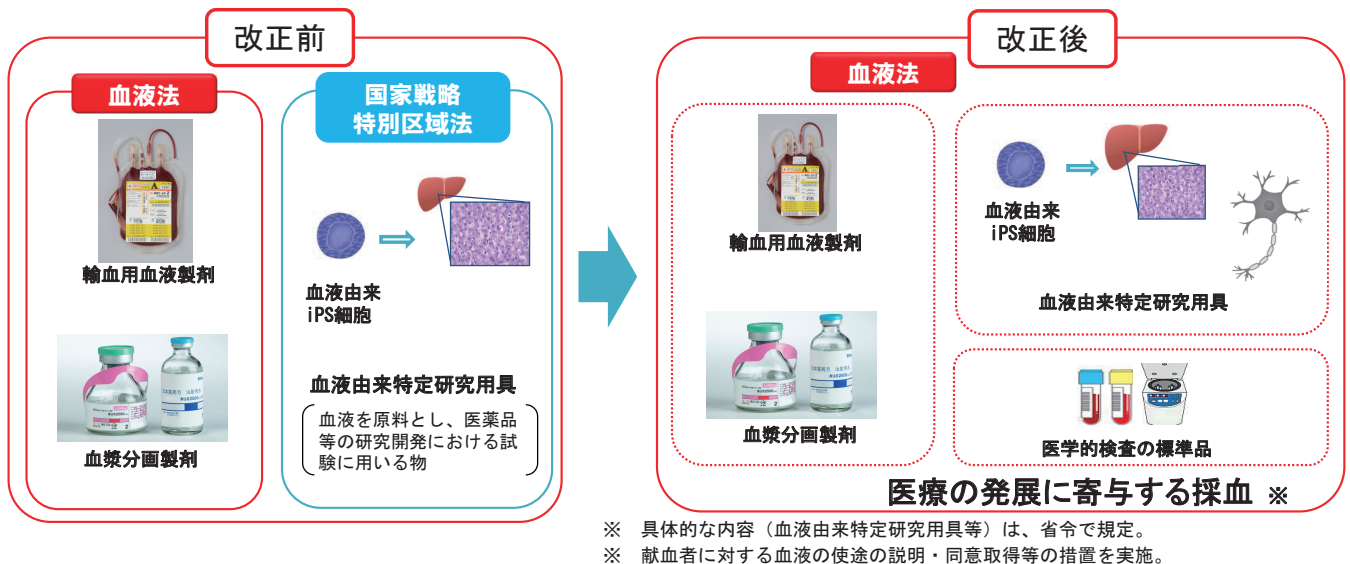 改正前
血液法
輸血用血液製剤
血漿分画製剤
国家戦略
特別区域法
血液由来
iPS細胞
血液由来特定研究用具
血液を原料とし、医薬品
等の研究開発における試
験に用いる物
改正後
血液法
輸血用血液製剤
血漿分画製剤
血液由来
iPS細胞
血液由来特定研究用具
医学的検査の標準品
医療の発展に寄与する採血 ※
※ 具体的な内容（血液由来特定研究用具等）は、省令で規定。
※ 献血者に対する血液の使途の説明・同意取得等の措置を実施。